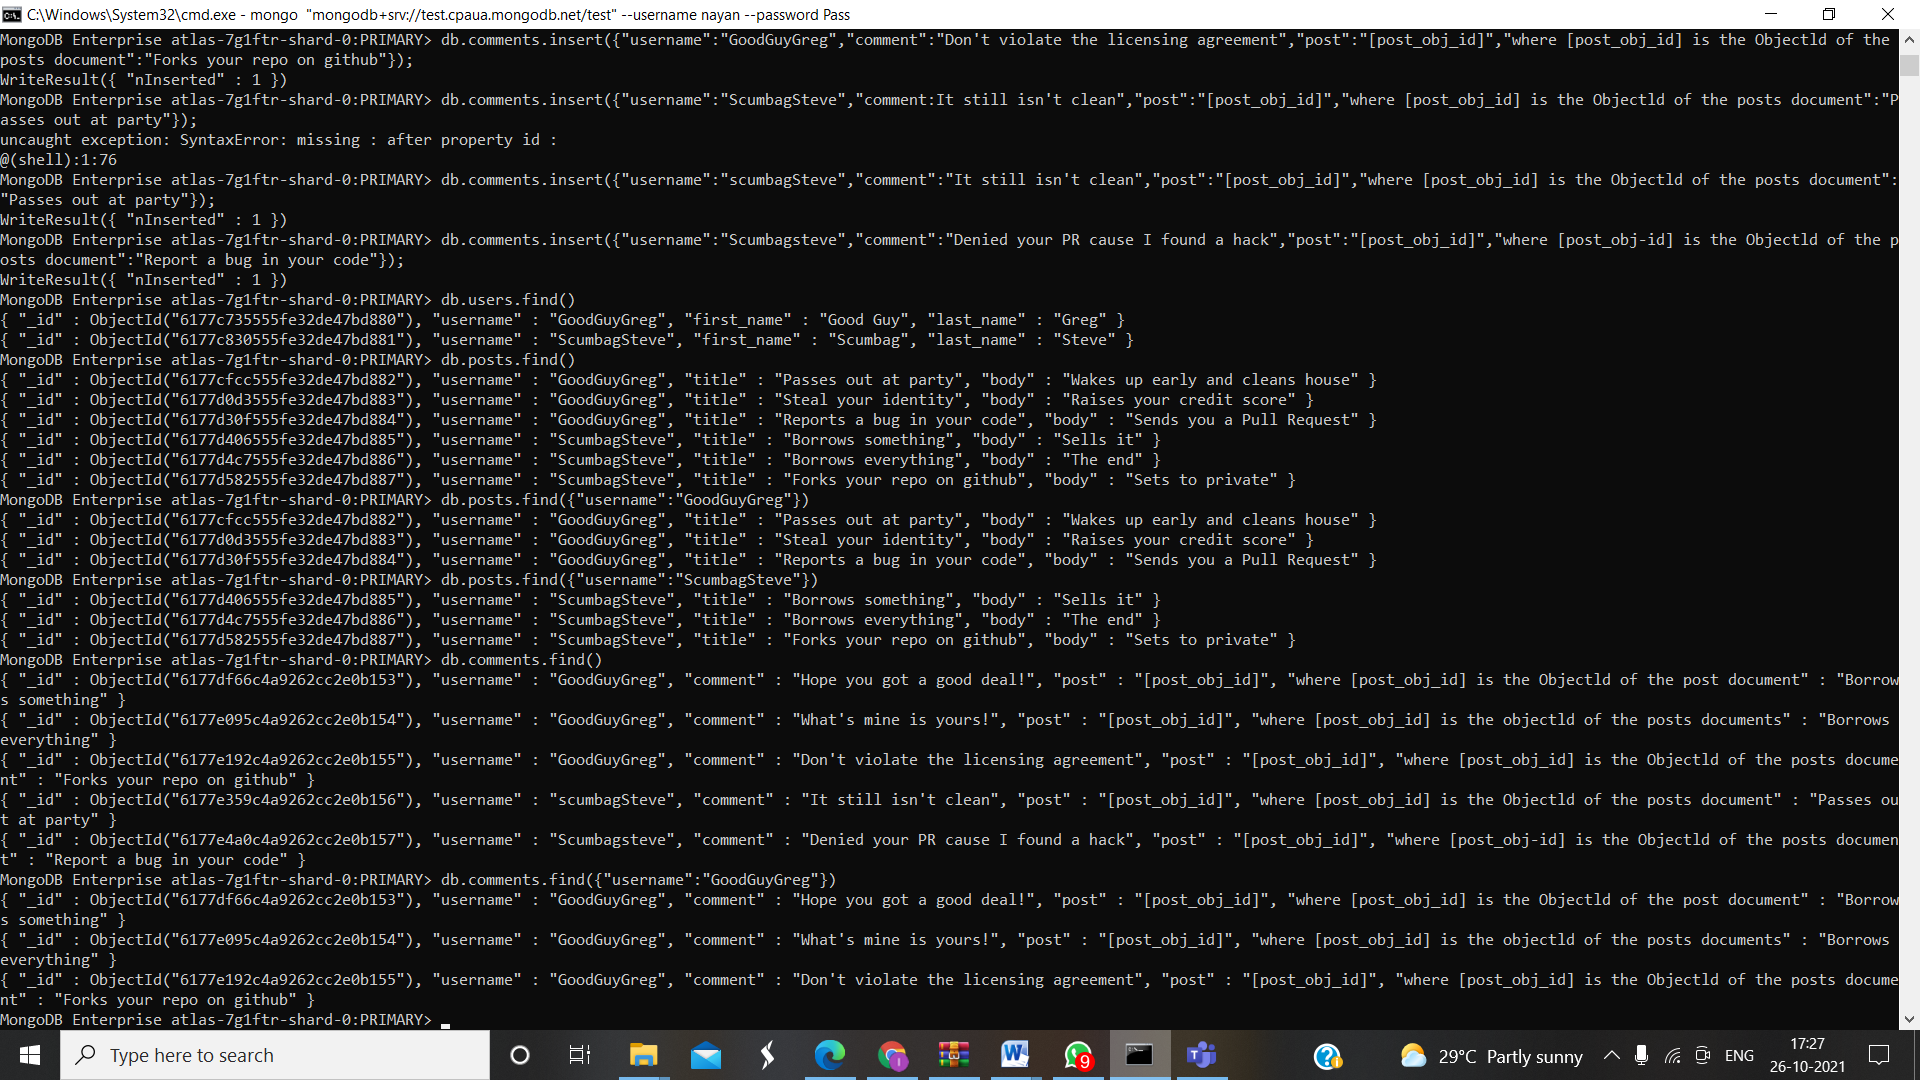 C:\Windows\System32\cmd.exe - mongo  "mongodb+srv://test.cpaua.mongodb.net/test" --username nayan --password Pass
MongoDB Enterprise atlas-7g1ftr-shard-0:PRIMARY> db.comments.insert({"username":"GoodGuyGreg","comment":"Don't violate the licensing agreement","post":"[post_obj_id]","where [post_obj_id] is the Objectld of the
posts document":"Forks your repo on github"});
WriteResult({ "nInserted" : 1 })
MongoDB Enterprise atlas-7g1ftr-shard-0:PRIMARY> db.comments.insert({"username":"ScumbagSteve","comment:It still isn't clean","post":"[post_obj_id]","where [post_obj_id] is the Objectld of the posts document":"P
asses out at party"});
uncaught exception: SyntaxError: missing : after property id :
@(shell):1:76
MongoDB Enterprise atlas-7g1ftr-shard-0:PRIMARY> db.comments.insert({"username":"scumbagSteve","comment":"It still isn't clean","post":"[post_obj_id]","where [post_obj_id] is the Objectld of the posts document":
"Passes out at party"});
WriteResult({ "nInserted" : 1 })
MongoDB Enterprise atlas-7g1ftr-shard-0:PRIMARY> db.comments.insert({"username":"Scumbagsteve","comment":"Denied your PR cause I found a hack","post":"[post_obj_id]","where [post_obj-id] is the Objectld of the p
osts document":"Report a bug in your code"});
WriteResult({ "nInserted" : 1 })
MongoDB Enterprise atlas-7g1ftr-shard-0:PRIMARY> db.users.find()
{ "_id" : ObjectId("6177c735555fe32de47bd880"), "username" : "GoodGuyGreg", "first_name" : "Good Guy", "last_name" : "Greg" }
{ "_id" : ObjectId("6177c830555fe32de47bd881"), "username" : "ScumbagSteve", "first_name" : "Scumbag", "last_name" : "Steve" }
MongoDB Enterprise atlas-7g1ftr-shard-0:PRIMARY> db.posts.find()
{ "_id" : ObjectId("6177cfcc555fe32de47bd882"), "username" : "GoodGuyGreg", "title" : "Passes out at party", "body" : "Wakes up early and cleans house" }
{ "_id" : ObjectId("6177d0d3555fe32de47bd883"), "username" : "GoodGuyGreg", "title" : "Steal your identity", "body" : "Raises your credit score" }
{ "_id" : ObjectId("6177d30f555fe32de47bd884"), "username" : "GoodGuyGreg", "title" : "Reports a bug in your code", "body" : "Sends you a Pull Request" }
{ "_id" : ObjectId("6177d406555fe32de47bd885"), "username" : "ScumbagSteve", "title" : "Borrows something", "body" : "Sells it" }
{ "_id" : ObjectId("6177d4c7555fe32de47bd886"), "username" : "ScumbagSteve", "title" : "Borrows everything", "body" : "The end" }
{ "_id" : ObjectId("6177d582555fe32de47bd887"), "username" : "ScumbagSteve", "title" : "Forks your repo on github", "body" : "Sets to private" }
MongoDB Enterprise atlas-7g1ftr-shard-0:PRIMARY> db.posts.find({"username":"GoodGuyGreg"})
{ "_id" : ObjectId("6177cfcc555fe32de47bd882"), "username" : "GoodGuyGreg", "title" : "Passes out at party", "body" : "Wakes up early and cleans house" }
{ "_id" : ObjectId("6177d0d3555fe32de47bd883"), "username" : "GoodGuyGreg", "title" : "Steal your identity", "body" : "Raises your credit score" }
{ "_id" : ObjectId("6177d30f555fe32de47bd884"), "username" : "GoodGuyGreg", "title" : "Reports a bug in your code", "body" : "Sends you a Pull Request" }
MongoDB Enterprise atlas-7g1ftr-shard-0:PRIMARY> db.posts.find({"username":"ScumbagSteve"})
{ "_id" : ObjectId("6177d406555fe32de47bd885"), "username" : "ScumbagSteve", "title" : "Borrows something", "body" : "Sells it" }
{ "_id" : ObjectId("6177d4c7555fe32de47bd886"), "username" : "ScumbagSteve", "title" : "Borrows everything", "body" : "The end" }
{ "_id" : ObjectId("6177d582555fe32de47bd887"), "username" : "ScumbagSteve", "title" : "Forks your repo on github", "body" : "Sets to private" }
MongoDB Enterprise atlas-7g1ftr-shard-0:PRIMARY> db.comments.find()
{ "_id" : ObjectId("6177df66c4a9262cc2e0b153"), "username" : "GoodGuyGreg", "comment" : "Hope you got a good deal!", "post" : "[post_obj_id]", "where [post_obj_id] is the Objectld of the post document" : "Borrow
s something" }
{ "_id" : ObjectId("6177e095c4a9262cc2e0b154"), "username" : "GoodGuyGreg", "comment" : "What's mine is yours!", "post" : "[post_obj_id]", "where [post_obj_id] is the objectld of the posts documents" : "Borrows
everything" }
{ "_id" : ObjectId("6177e192c4a9262cc2e0b155"), "username" : "GoodGuyGreg", "comment" : "Don't violate the licensing agreement", "post" : "[post_obj_id]", "where [post_obj_id] is the Objectld of the posts docume
nt" : "Forks your repo on github" }
{ "_id" : ObjectId("6177e359c4a9262cc2e0b156"), "username" : "scumbagSteve", "comment" : "It still isn't clean", "post" : "[post_obj_id]", "where [post_obj_id] is the Objectld of the posts document" : "Passes ou
t at party" }
{ "_id" : ObjectId("6177e4a0c4a9262cc2e0b157"), "username" : "Scumbagsteve", "comment" : "Denied your PR cause I found a hack", "post" : "[post_obj_id]", "where [post_obj-id] is the Objectld of the posts documen
t" : "Report a bug in your code" }
MongoDB Enterprise atlas-7g1ftr-shard-0:PRIMARY> db.comments.find({"username":"GoodGuyGreg"})
{ "_id" : ObjectId("6177df66c4a9262cc2e0b153"), "username" : "GoodGuyGreg", "comment" : "Hope you got a good deal!", "post" : "[post_obj_id]", "where [post_obj_id] is the Objectld of the post document" : "Borrow
s something" }
{ "_id" : ObjectId("6177e095c4a9262cc2e0b154"), "username" : "GoodGuyGreg", "comment" : "What's mine is yours!", "post" : "[post_obj_id]", "where [post_obj_id] is the objectld of the posts documents" : "Borrows
everything" }
{ "_id" : ObjectId("6177e192c4a9262cc2e0b155"), "username" : "GoodGuyGreg", "comment" : "Don't violate the licensing agreement", "post" : "[post_obj_id]", "where [post_obj_id] is the Objectld of the posts docume
nt" : "Forks your repo on github" }
MongoDB Enterprise atlas-7g1ftr-shard-0:PRIMARY>
Type here to search
9
29°C Partly sunny
ENG
17:27
26-10-2021